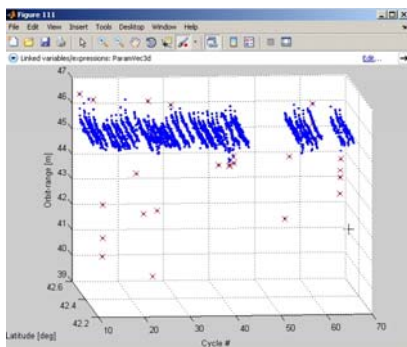 Figure 111
File Edit View Insert Tools Desktop Window Help
Linked variables/expressions: ParamVec3d Edit...
47
46
45
44
43
42
41
40
39
Orbit-range [m]
42.6
42.4
42.2
Latitude [deg]
10 20 30 40 50 60 70
Cycle #